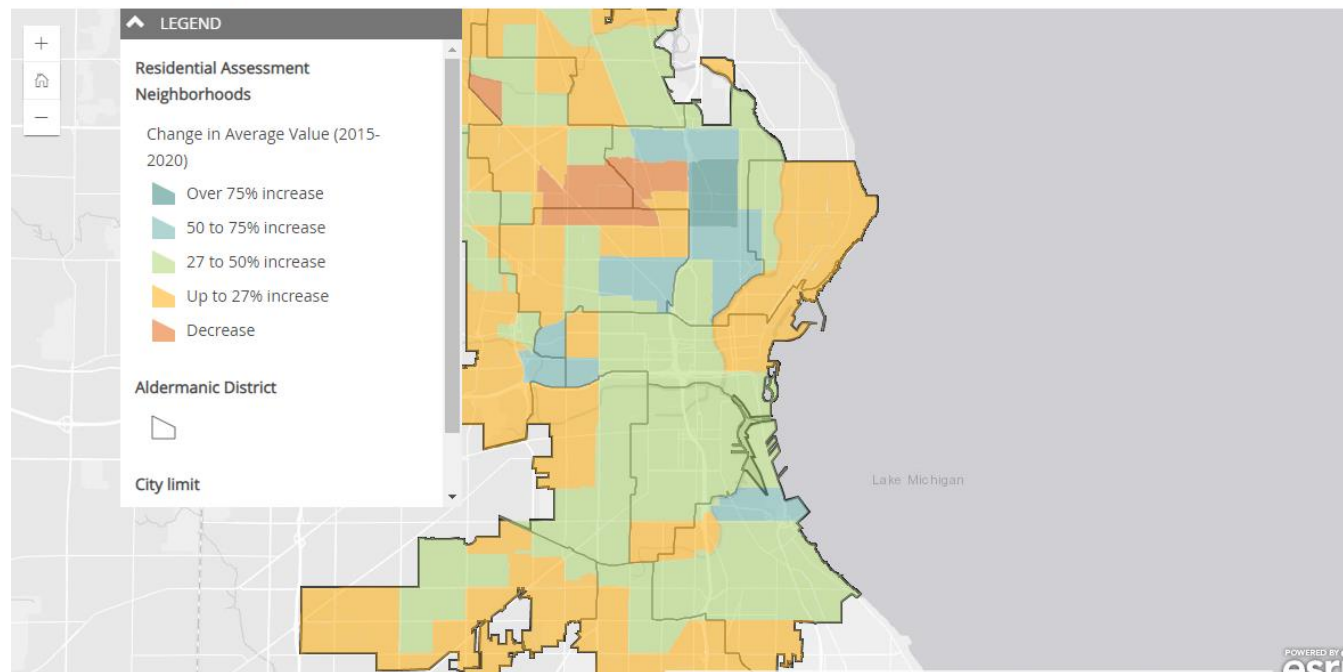 LEGEND
Residential Assessment
Neighborhoods
Change in Average Value (2015-
2020)
Over 75% increase
50 to 75% increase
27 to 50% increase
Up to 27% increase
Decrease
Aldermanic District
City limit
Lake Michigan
POWERED BY
esri